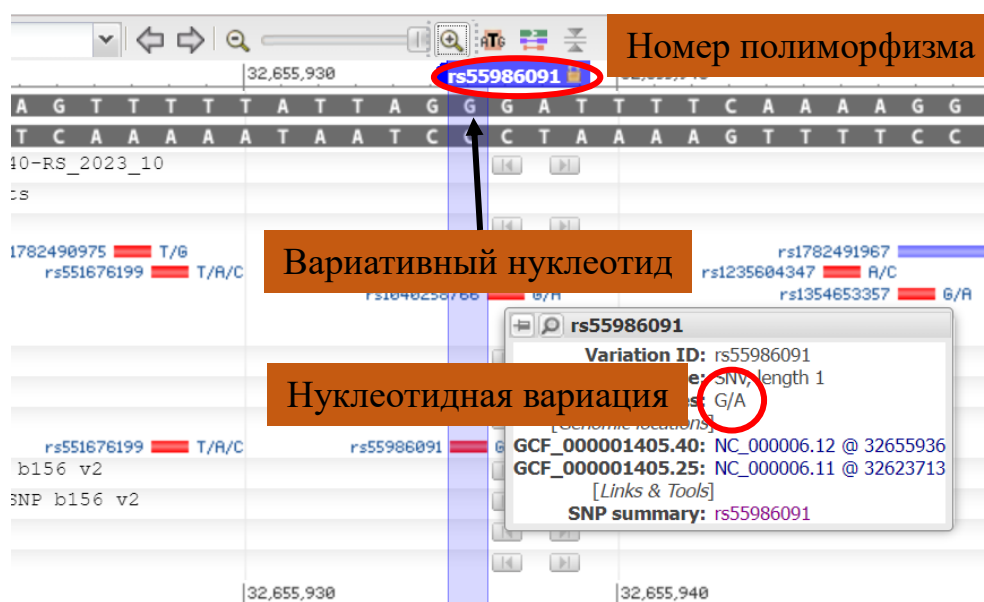 ATG
Номер полиморфизма
32,655,930
rs55986091
A G T T T T T A T T A G G G A T T T T C A A A A G G
T C A A A A A T A A T C C C T A A A A G T T T T C C
40-RS_2023_10
ts
Вариативный нуклеотид
1782490975 T/G
rs1782491967
rs551676199 T/A/C
rs1235604347 A/C
rs1040258766 G/A
rs1354653357 G/A
rs55986091
Variation ID: rs55986091
Нуклеотидная вариация
SNV, length 1
G/A
[Genomic locations]
rs551676199 T/A/C
rs55986091
GCF_000001405.40: NC_000006.12 @ 32655936
b156 v2
GCF_000001405.25: NC_000006.11 @ 32623713
[Links & Tools]
SNP b156 v2
SNP summary: rs55986091
32,655,930
32,655,940